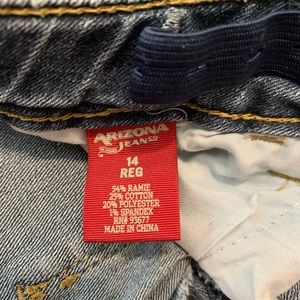 ARIZONA
JEAN CO
14
REG
54% RAMIE
25% COTTON
20% POLYESTER
1% SPANDEX
RN# 93677
MADE IN CHINA